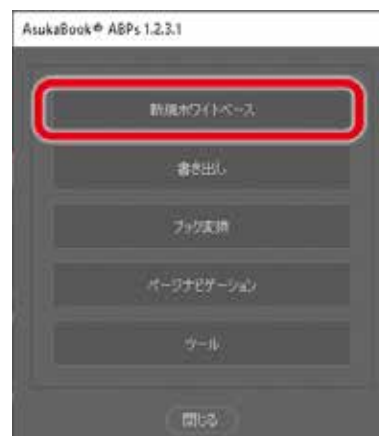 AsukaBook® ABPs 1.2.3.1
新規ホワイトベース
書き出し
ブック変換
ページナビゲーション
ツール
閉じる